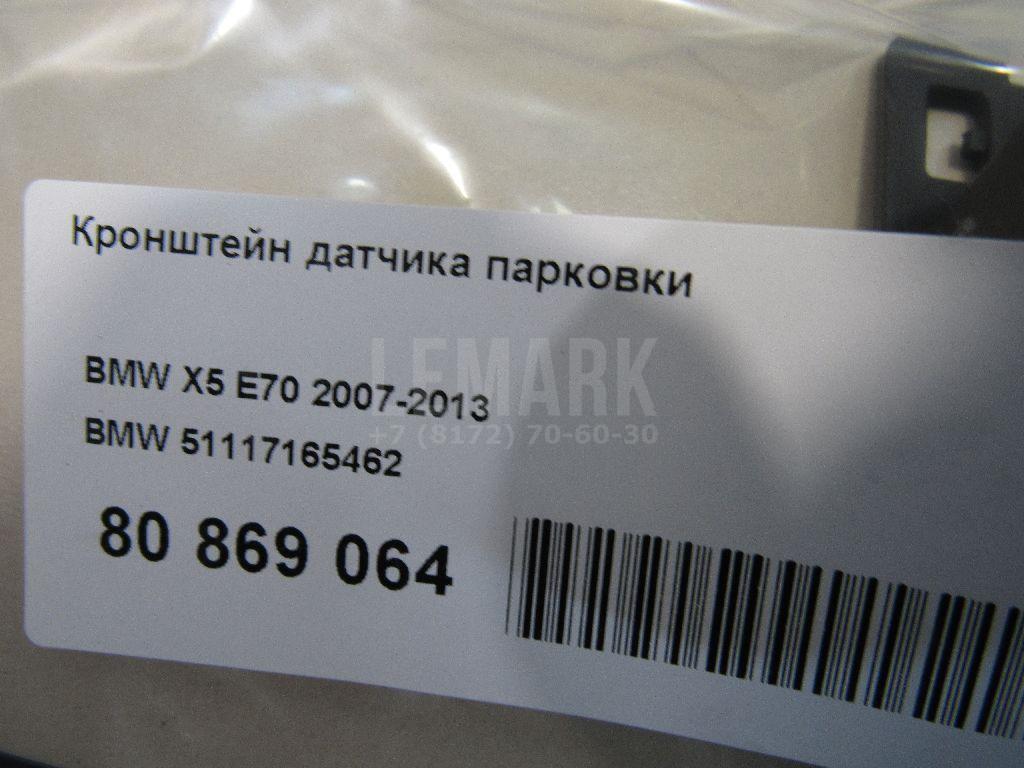 Кронштейн датчика парковки
BMW X5 E70 2007-2013
BMW 51117165462
80 869 064
LEMARK
+7 (8172) 70-60-30